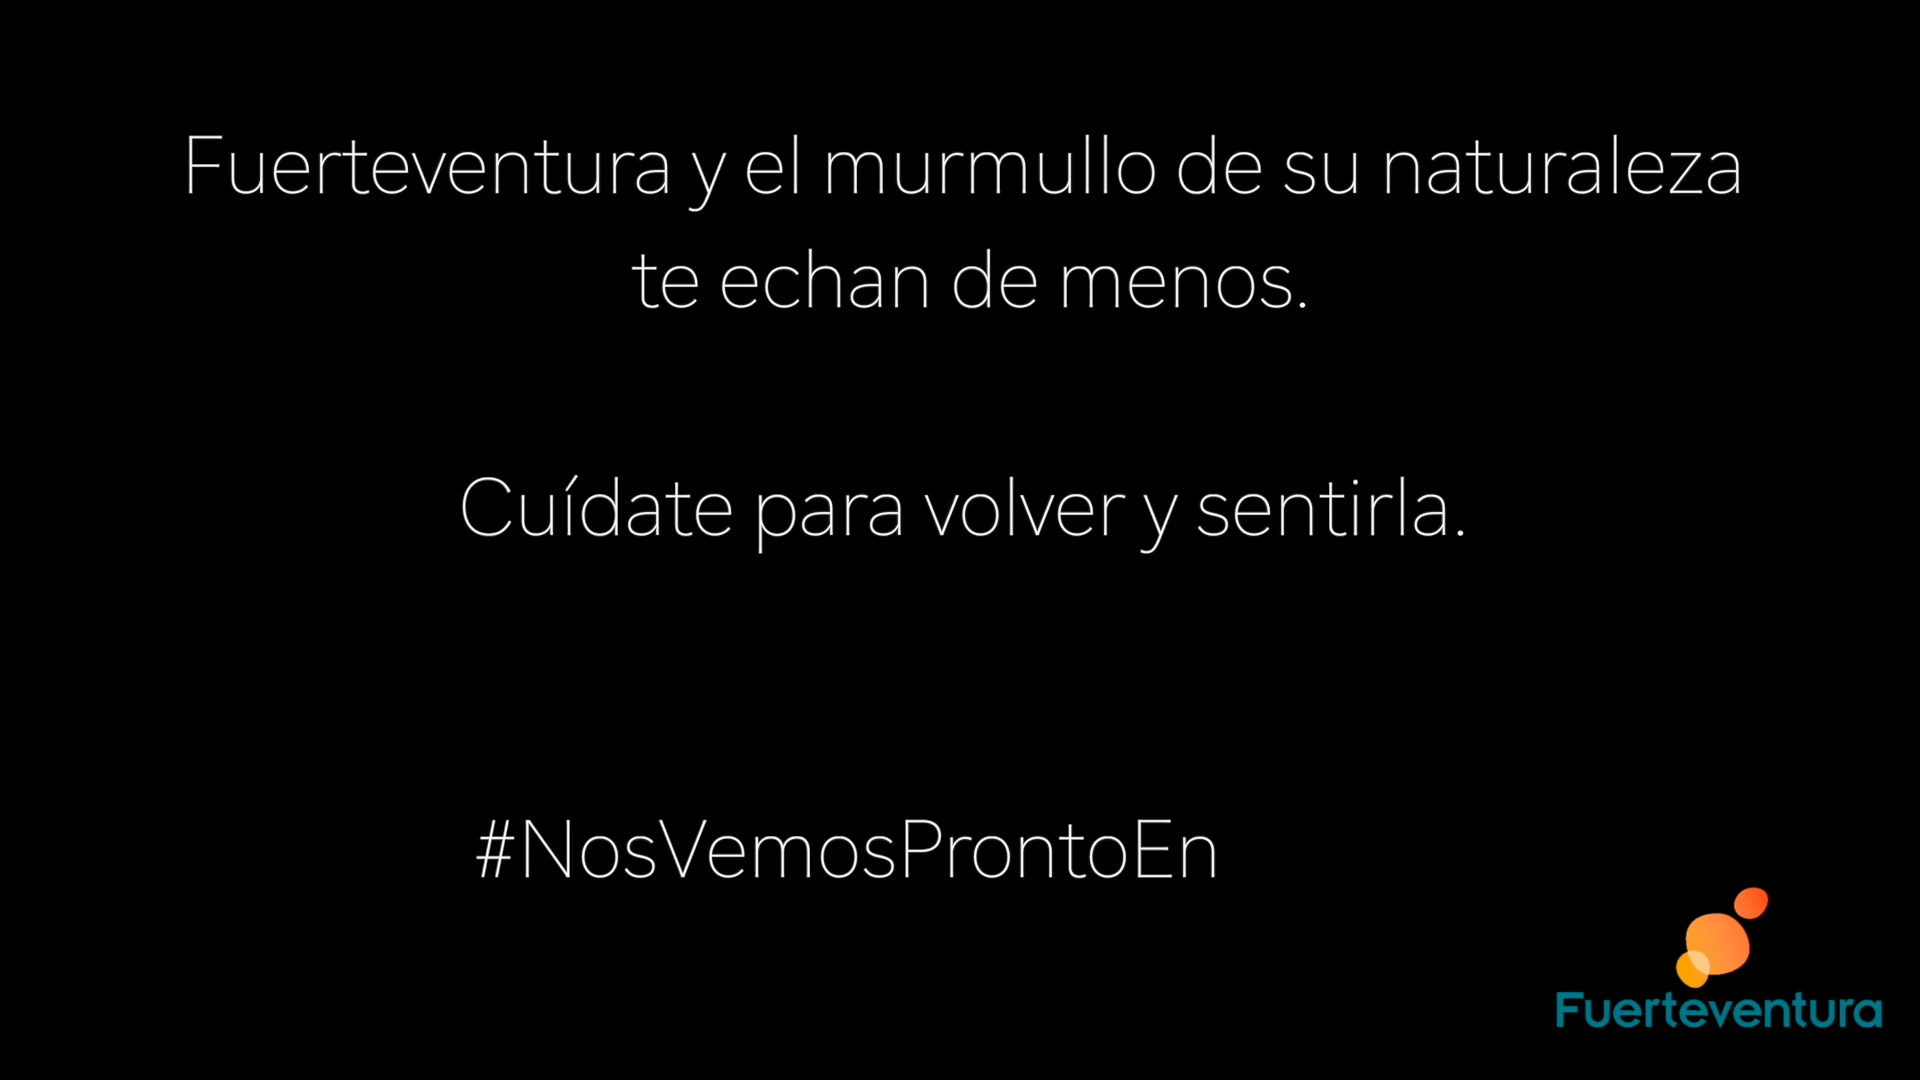 Fuerteventura y el murmullo de su naturaleza
te echan de menos.
Cuídate para volver y sentirla.
#NosVemosProntoEn
Fuerteventura